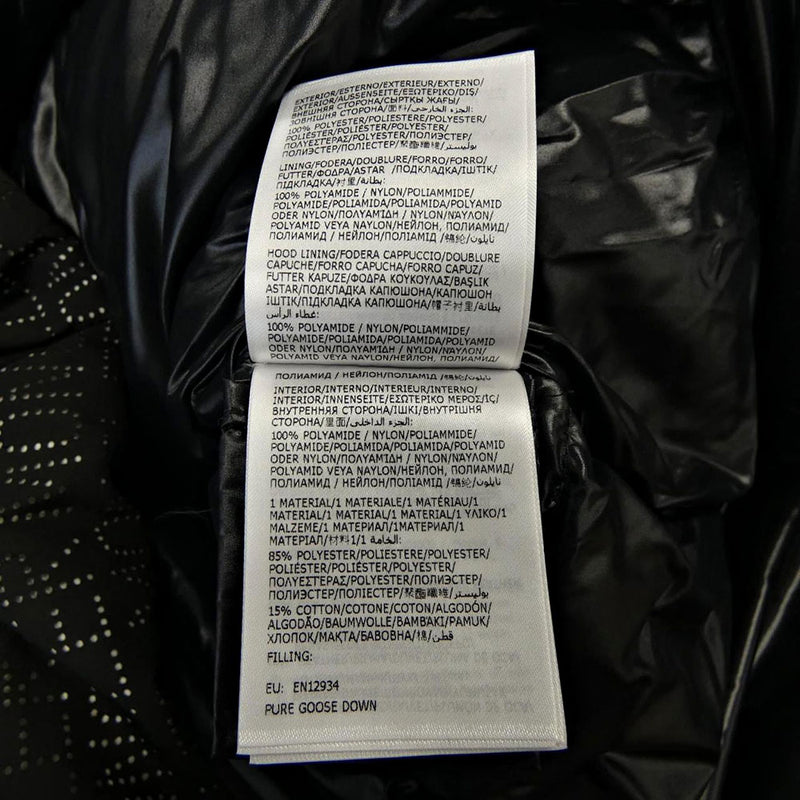 EXTERIOR/ESTERNO/EXTERIEUR/EXTERNO/
EXTERIOR/AUSSENSEITE/ΕΞΩΤΕΡΙΚΟ/DIŞ/
ВНЕШНЯЯ СТОРОНА/СЫРТҚЫ ЖАҒЫ/
ЗОВНІШНЯ СТОРОНА/面料/الجزء الخارجي:
100% POLYESTER/POLIESTERE/POLYESTER/
POLIÉSTER/POLIÉSTER/POLYESTER/
ΠΟΛΥΕΣΤΕΡΑΣ/POLYESTER/ПОЛИЭСТЕР/
ПОЛИЭСТЕР/ПОЛІЕСТЕР/聚酯纖維/بوليستر
LINING/FODERA/DOUBLURE/FORRO/FORRO/
FUTTER/ΦΟΔΡΑ/ASTAR /ПОДКЛАДКА/ІШТІК/
ПІДКЛАДКА/衬里/بطانة:
100% POLYAMIDE / NYLON/POLIAMMIDE/
POLYAMIDE/POLIAMIDA/POLIAMIDA/POLYAMID
ODER NYLON/ΠΟΛΥΑΜΙΔΗ / NYLON/ΝΑΥΛΟΝ/
POLYAMID VEYA NAYLON/НЕЙЛОН, ПОЛИАМИД/
ПОЛИАМИД / НЕЙЛОН/ПОЛІАМІД /锦纶/نايلون
HOOD LINING/FODERA CAPPUCCIO/DOUBLURE
CAPUCHE/FORRO CAPUCHA/FORRO CAPUZ/
FUTTER KAPUZE/ΦΟΔΡΑ ΚΟΥΚΟΥΛΑΣ/BAŞLIK
ASTAR/ПОДКЛАДКА КАПЮШОНА/КАПЮШОН
ІШТІК/ПІДКЛАДКА КАПЮШОНА/帽子衬里/بطانة
غطاء الرأس:
100% POLYAMIDE / NYLON/POLIAMMIDE/
POLYAMIDE/POLIAMIDA/POLIAMIDA/POLYAMID
ODER NYLON/ΠΟΛΥΑΜΙΔΗ / NYLON/ΝΑΥΛΟΝ/
POLYAMID VEYA NAYLON/НЕЙЛОН, ПОЛИАМИД/
ПОЛИАМИД / НЕЙЛОН/ПОЛІАМІД /锦纶/نايلون
INTERIOR/INTERNO/INTERIEUR/INTERNO/
INTERIOR/INNENSEITE/ΕΣΩΤΕΡΙΚΟ ΜΕΡΟΣ/IÇ/
ВНУТРЕННЯЯ СТОРОНА/ІШКІ/ВНУТРІШНЯ
СТОРОНА/里面/الجزء الداخلي:
100% POLYAMIDE / NYLON/POLIAMMIDE/
POLYAMIDE/POLIAMIDA/POLIAMIDA/POLYAMID
ODER NYLON/ΠΟΛΥΑΜΙΔΗ / NYLON/ΝΑΥΛΟΝ/
POLYAMID VEYA NAYLON/НЕЙЛОН, ПОЛИАМИД/
ПОЛИАМИД / НЕЙЛОН/ПОЛІАМІД /锦纶/نايلون
1 MATERIAL/1 MATERIALE/1 MATÉRIAU/1
MATERIAL/1 MATERIAL/1 MATERIAL/1 ΥΛΙΚΟ/1
MALZEME/1 МАТЕРИАЛ/1МАТЕРИАЛ/1
МАТЕРІАЛ/材料1/الخامة 1:
85% POLYESTER/POLIESTERE/POLYESTER/
POLIÉSTER/POLIÉSTER/POLYESTER/
ΠΟΛΥΕΣΤΕΡΑΣ/POLYESTER/ПОЛИЭСТЕР/
ПОЛИЭСТЕР/ПОЛІЕСТЕР/聚酯纖維/بوليستر
15% COTTON/COTONE/COTON/ALGODÓN/
ALGODÃO/BAUMWOLLE/ΒΑΜΒΑΚΙ/PAMUK/
ХЛОПОК/МАҚТА/БАВОВНА/棉/قطن
FILLING:
EU: EN12934
PURE GOOSE DOWN